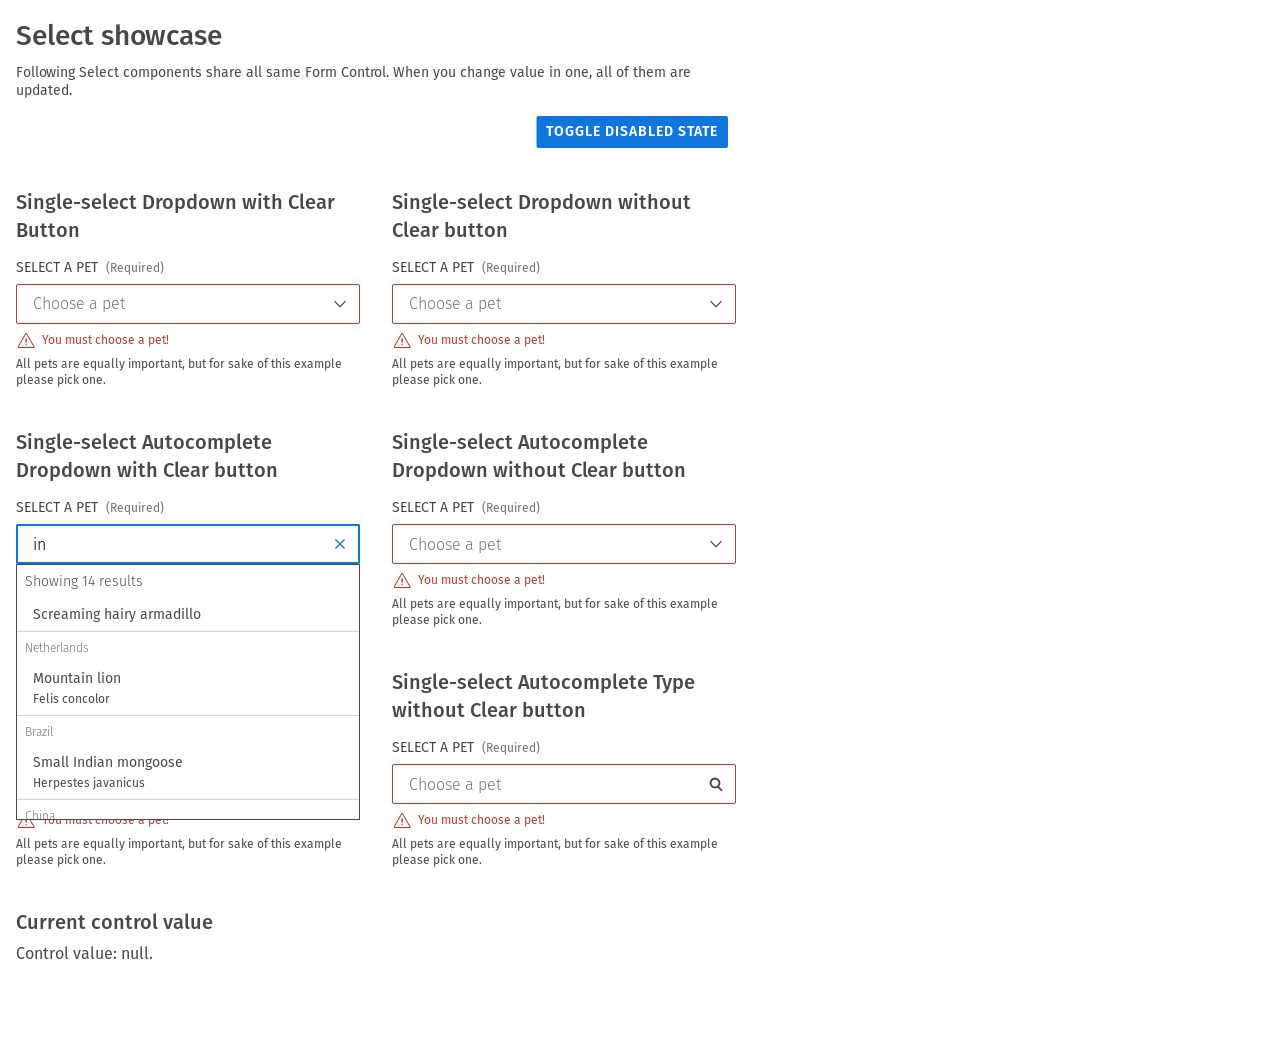 Select showcase
Following Select components share all same Form Control. When you change value in one, all of them are
updated.
TOGGLE DISABLED STATE
Single-select Dropdown with Clear
Button
SELECT A PET (Required)
Choose a pet
You must choose a pet!
All pets are equally important, but for sake of this example
please pick one.
Single-select Dropdown without
Clear button
SELECT A PET (Required)
Choose a pet
You must choose a pet!
All pets are equally important, but for sake of this example
please pick one.
Single-select Autocomplete
Dropdown with Clear button
SELECT A PET (Required)
in
Showing 14 results
Screaming hairy armadillo
Netherlands
Mountain lion
Felis concolor
Brazil
Small Indian mongoose
Herpestes javanicus
China
You must choose a pet!
All pets are equally important, but for sake of this example
please pick one.
Single-select Autocomplete
Dropdown without Clear button
SELECT A PET (Required)
Choose a pet
You must choose a pet!
All pets are equally important, but for sake of this example
please pick one.
Single-select Autocomplete Type
without Clear button
SELECT A PET (Required)
Choose a pet
You must choose a pet!
All pets are equally important, but for sake of this example
please pick one.
Current control value
Control value: null.